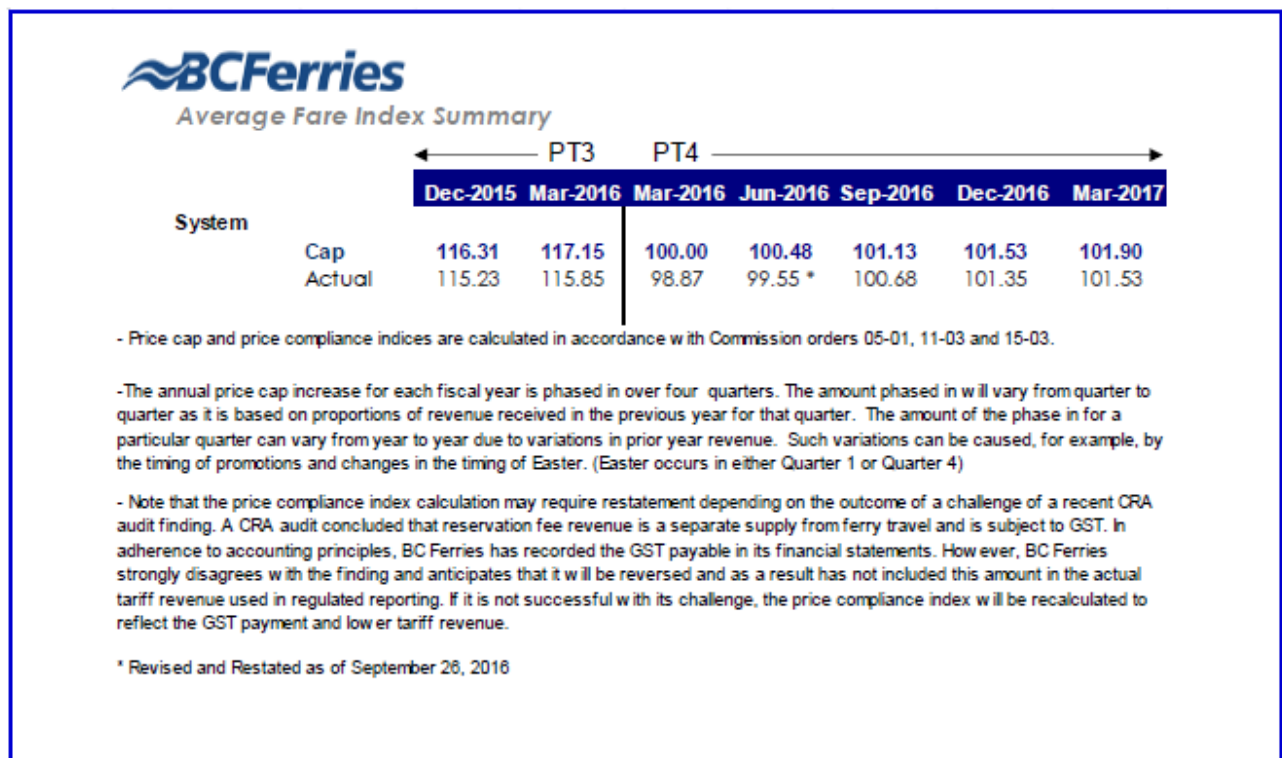 BCFerries
Average Fare Index Summary
PT3 PT4
Dec-2015 Mar-2016 Mar-2016 Jun-2016 Sep-2016 Dec-2016 Mar-2017
System
Cap 116.31 117.15 100.00 100.48 101.13 101.53 101.90
Actual 115.23 115.85 98.87 99.55 * 100.68 101.35 101.53
- Price cap and price compliance indices are calculated in accordance with Commission orders 05-01, 11-03 and 15-03.
-The annual price cap increase for each fiscal year is phased in over four quarters. The amount phased in will vary from quarter to
quarter as it is based on proportions of revenue received in the previous year for that quarter. The amount of the phase in for a
particular quarter can vary from year to year due to variations in prior year revenue. Such variations can be caused, for example, by
the timing of promotions and changes in the timing of Easter. (Easter occurs in either Quarter 1 or Quarter 4)
- Note that the price compliance index calculation may require restatement depending on the outcome of a challenge of a recent CRA
audit finding. A CRA audit concluded that reservation fee revenue is a separate supply from ferry travel and is subject to GST. In
adherence to accounting principles, BC Ferries has recorded the GST payable in its financial statements. However, BC Ferries
strongly disagrees with the finding and anticipates that it will be reversed and as a result has not included this amount in the actual
tariff revenue used in regulated reporting. If it is not successful with its challenge, the price compliance index will be recalculated to
reflect the GST payment and lower tariff revenue.
* Revised and Restated as of September 26, 2016